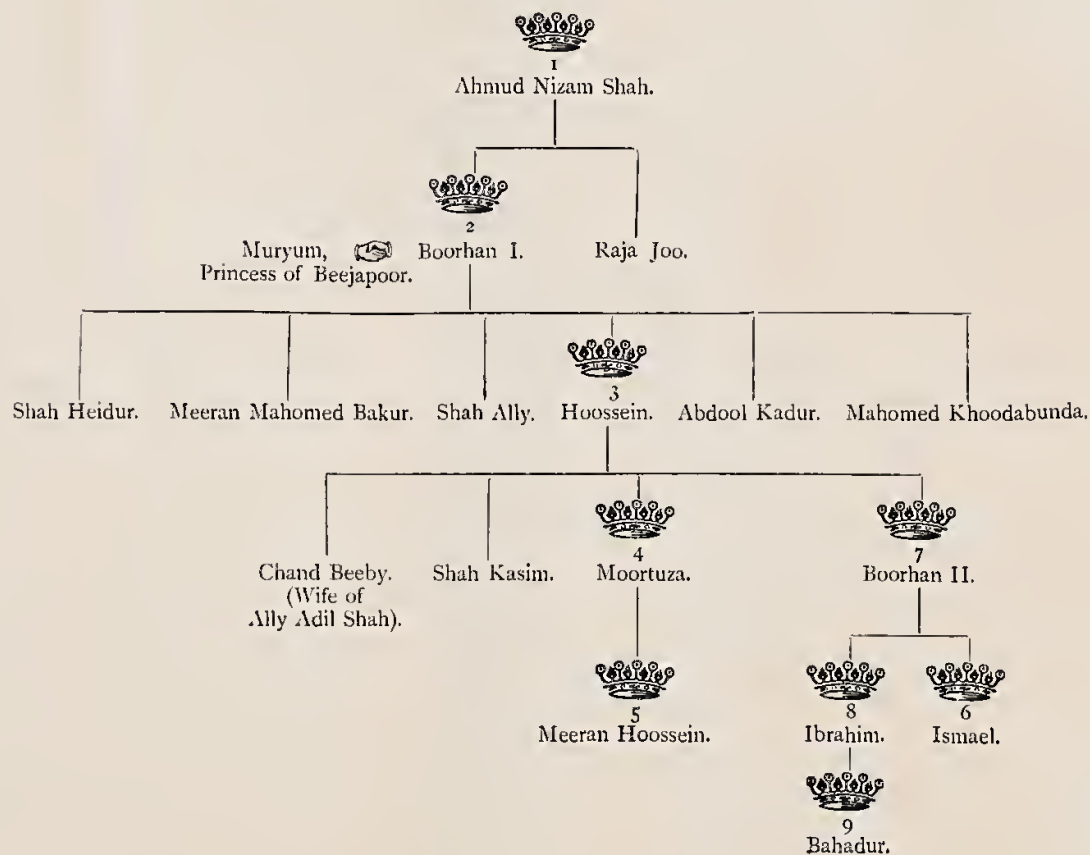 1
Ahmud Nizam Shah.
2
Muryum, Boorhan I. Raja Joo.
Princess of Beejapoor.
3
Shah Heidur. Meeran Mahomed Bakur. Shah Ally. Hoossein. Abdool Kadur. Mahomed Khoodabunda.
4 7
Chand Beeby. Shah Kasim. Moortuza. Boorhan II.
(Wife of
Ally Adil Shah).
5 8 6
Meeran Hoossein. Ibrahim. Ismael.
9
Bahadur.